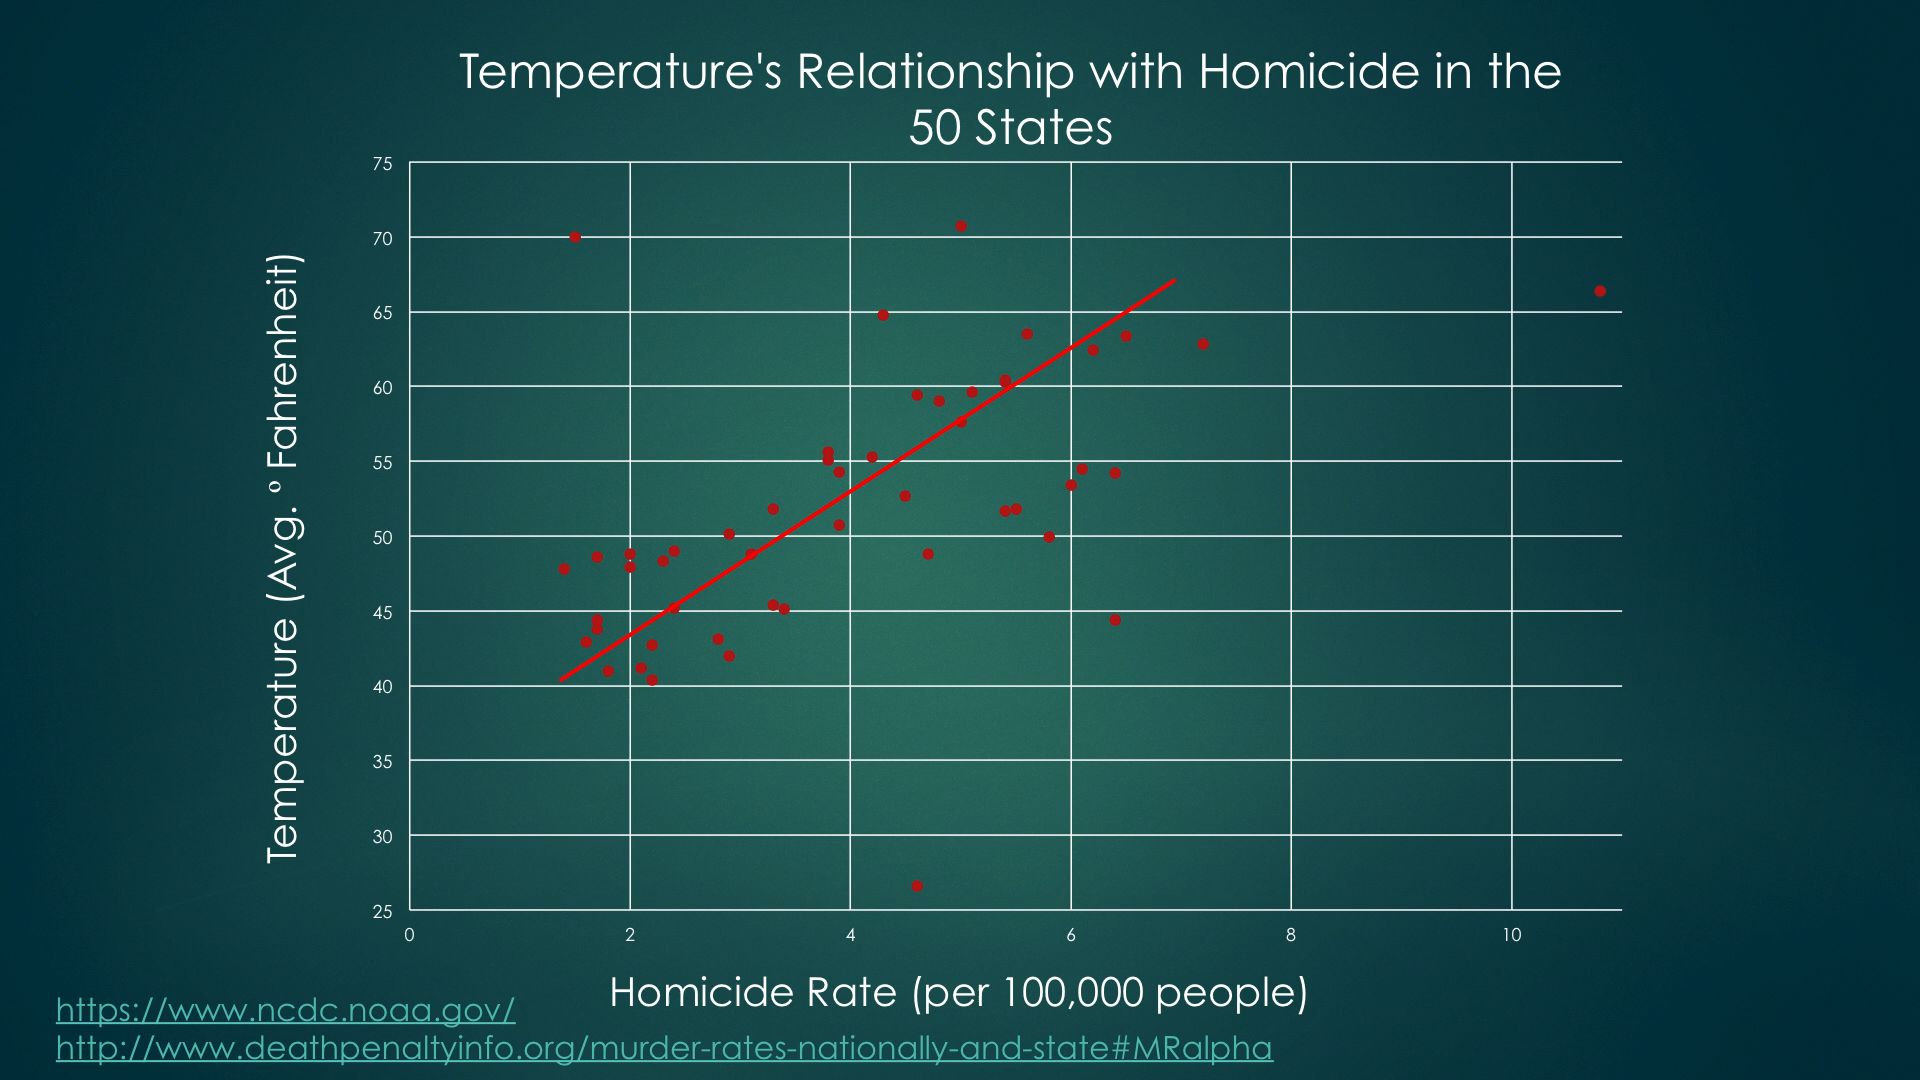 Temperature's Relationship with Homicide in the
50 States
75
70
65
60
55
50
45
40
35
30
25
0 2 4 6 8 10
Temperature (Avg. º Fahrenheit)
Homicide Rate (per 100,000 people)
https://www.ncdc.noaa.gov/
http://www.deathpenaltyinfo.org/murder-rates-nationally-and-state#MRalpha